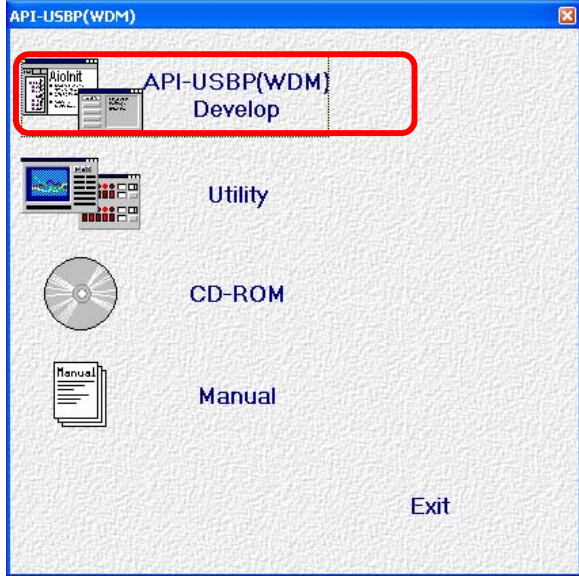 API-USBP(WDM)
AioInit
API-USBP(WDM)
Develop
Utility
CD-ROM
Manual
Manual
Exit